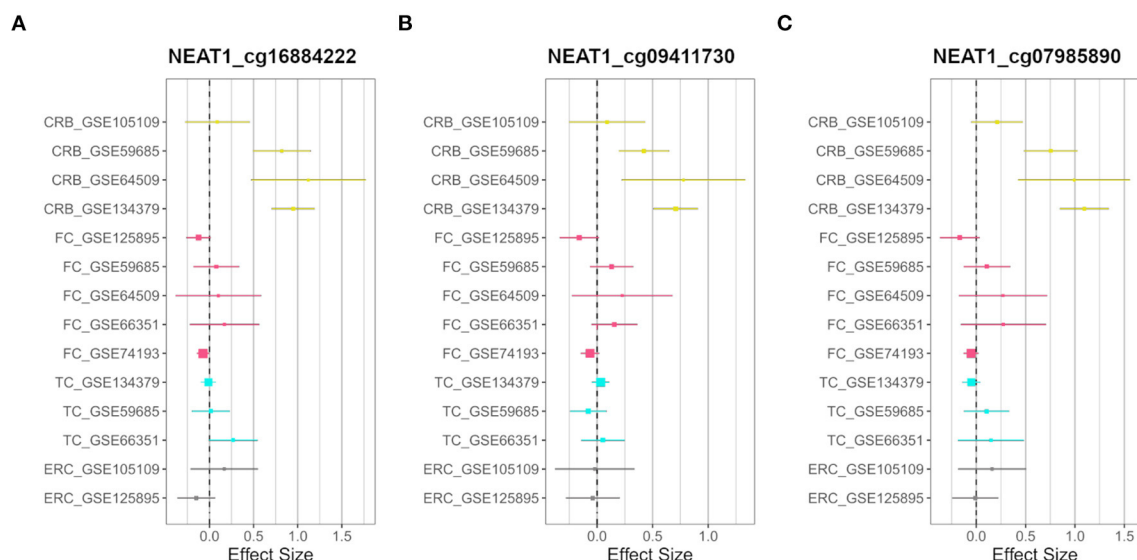 A
NEAT1_cg16884222
CRB_GSE105109
CRB_GSE59685
CRB_GSE64509
CRB_GSE134379
FC_GSE125895
FC_GSE59685
FC_GSE64509
FC_GSE66351
FC_GSE74193
TC_GSE134379
TC_GSE59685
TC_GSE66351
ERC_GSE105109
ERC_GSE125895
0.0 0.5 1.0 1.5
Effect Size
B
NEAT1_cg09411730
CRB_GSE105109
CRB_GSE59685
CRB_GSE64509
CRB_GSE134379
FC_GSE125895
FC_GSE59685
FC_GSE64509
FC_GSE66351
FC_GSE74193
TC_GSE134379
TC_GSE59685
TC_GSE66351
ERC_GSE105109
ERC_GSE125895
0.0 0.5 1.0
Effect Size
C
NEAT1_cg07985890
CRB_GSE105109
CRB_GSE59685
CRB_GSE64509
CRB_GSE134379
FC_GSE125895
FC_GSE59685
FC_GSE64509
FC_GSE66351
FC_GSE74193
TC_GSE134379
TC_GSE59685
TC_GSE66351
ERC_GSE105109
ERC_GSE125895
0.0 0.5 1.0 1.5
Effect Size